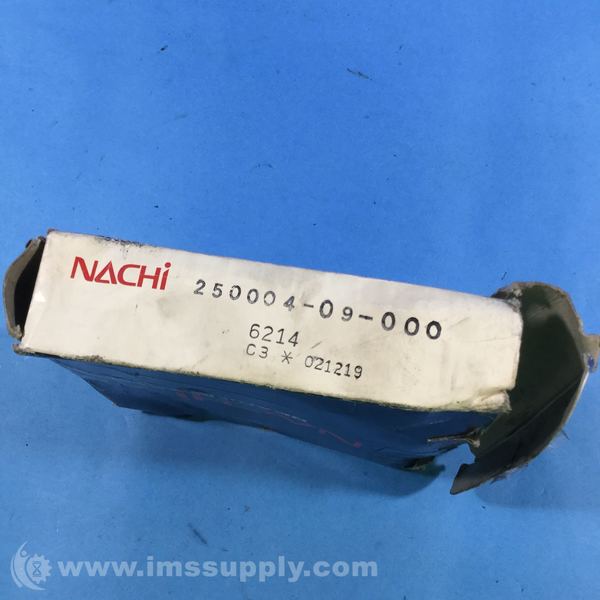 NACHi
250004-09-000
6214
C3 * 021219
www.imssupply.com